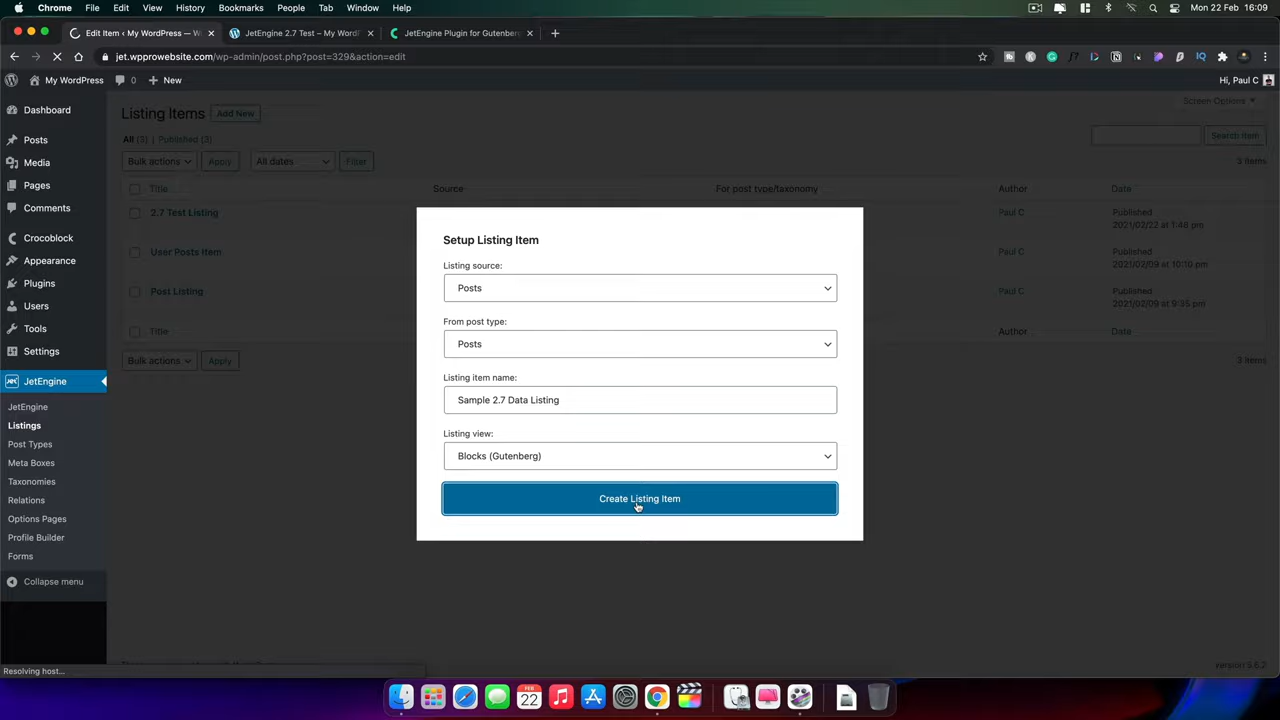 Chrome File Edit View History Bookmarks People Tab Window Help Mon 22 Feb 16:09
Edit Item ‹ My WordPress — W JetEngine 2.7 Test – My WordP JetEngine Plugin for Gutenberg
jet.wpprowebsite.com/wp-admin/post.php?post=329&action=edit
My WordPress 0 New Hi, Paul C
Dashboard
Posts
Media
Pages
Comments
Crocoblock
Appearance
Plugins
Users
Tools
Settings
JetEngine
JetEngine
Listings
Post Types
Meta Boxes
Taxonomies
Relations
Options Pages
Profile Builder
Forms
Collapse menu
Listing Items Add New Screen Options
All (3) | Published (3) Search Item
Bulk actions Apply All dates Filter 3 items
Title Source For post type/taxonomy Author Date
2.7 Test Listing Paul C Published
2021/02/22 at 1:48 pm
User Posts Item Paul C Published
2021/02/09 at 10:10 pm
Post Listing Paul C Published
2021/02/09 at 9:35 pm
Title Author Date
Bulk actions Apply 3 items
Setup Listing Item
Listing source:
Posts
From post type:
Posts
Listing item name:
Sample 2.7 Data Listing
Listing view:
Blocks (Gutenberg)
Create Listing Item
Resolving host...
FEB
22